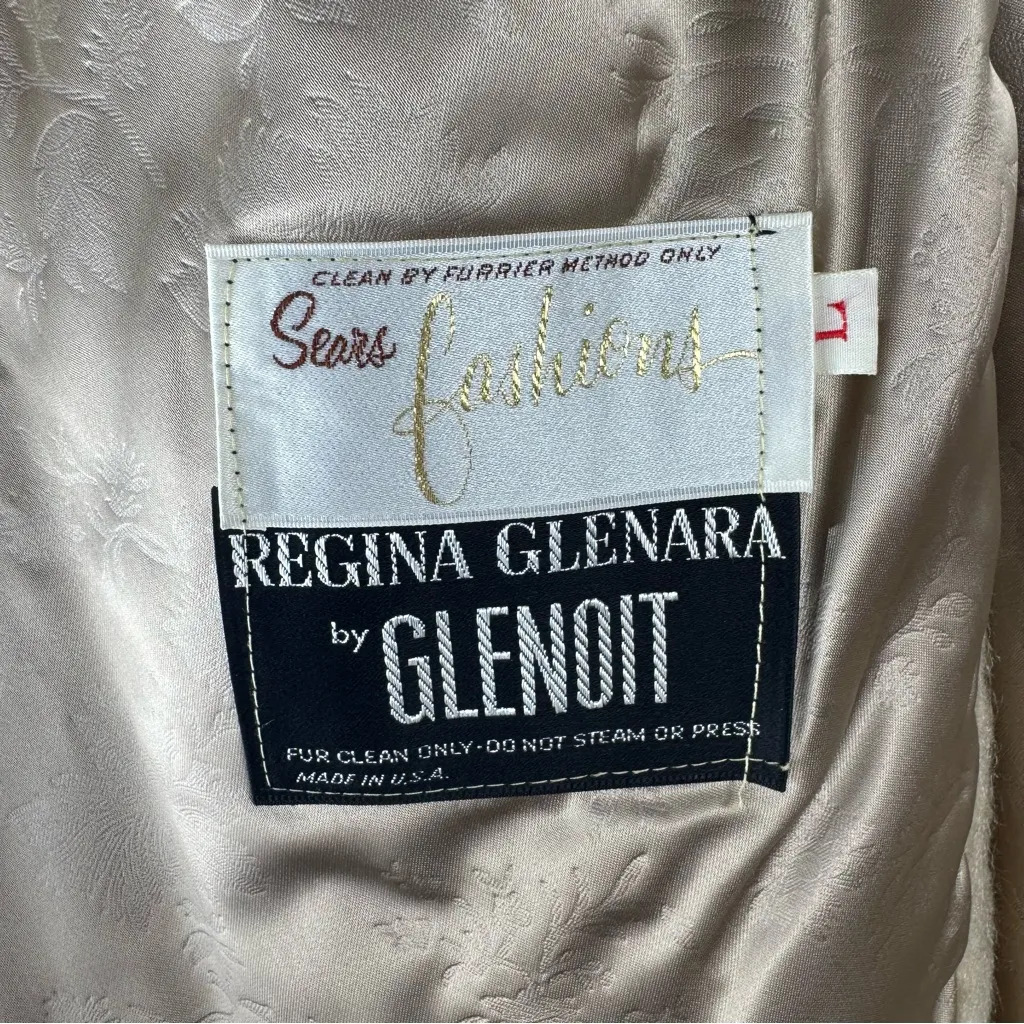 CLEAN BY FURRIER METHOD ONLY
Sears fashions
L
REGINA GLENARA
by GLENOIT
FUR CLEAN ONLY-DO NOT STEAM OR PRESS
MADE IN U.S.A.